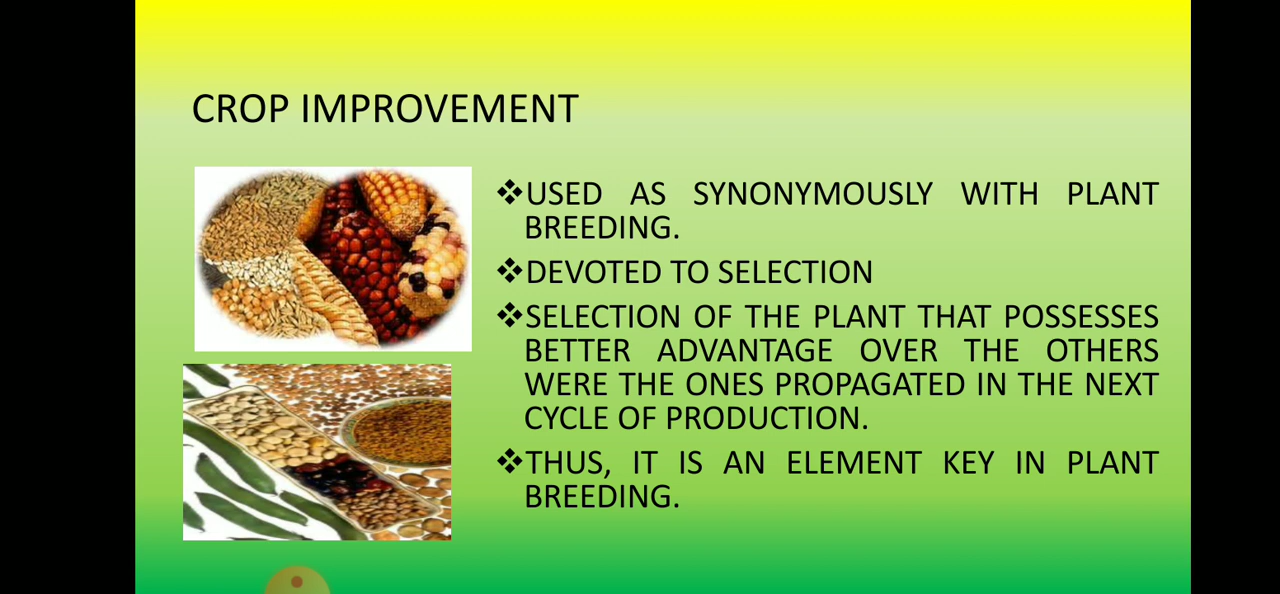 CROP IMPROVEMENT
❖USED AS SYNONYMOUSLY WITH PLANT
BREEDING.
❖DEVOTED TO SELECTION
❖SELECTION OF THE PLANT THAT POSSESSES
BETTER ADVANTAGE OVER THE OTHERS
WERE THE ONES PROPAGATED IN THE NEXT
CYCLE OF PRODUCTION.
❖THUS, IT IS AN ELEMENT KEY IN PLANT
BREEDING.